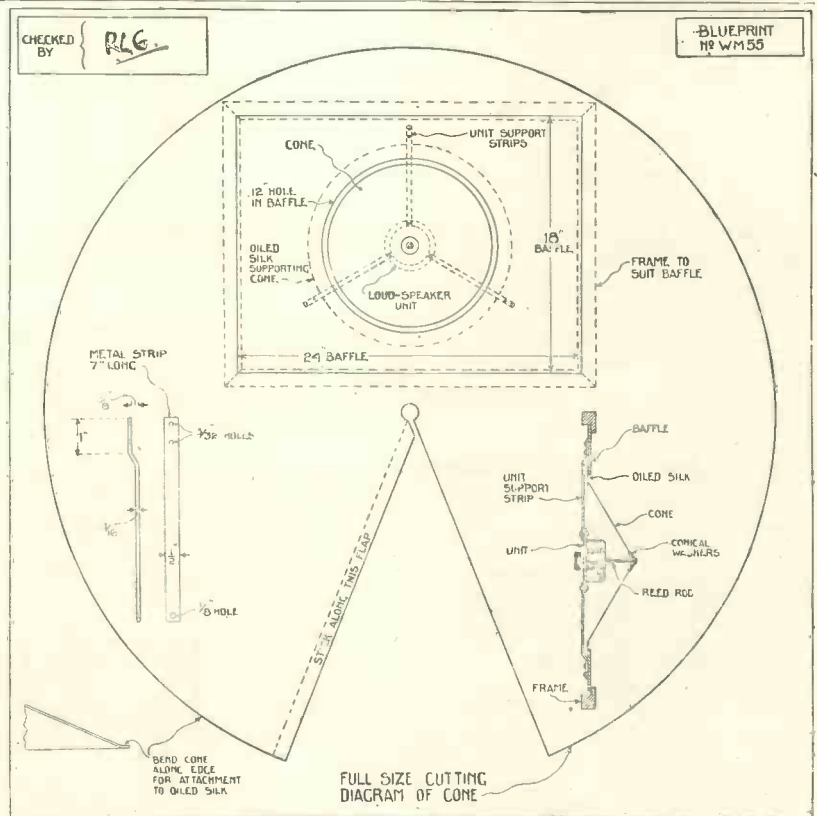 CHECKED
BY
RLG.
BLUEPRINT
Nº WM55
UNIT SUPPORT
STRIPS
CONE
12" HOLE
IN BAFFLE
OILED
SILK
SUPPORTING
CONE
LOUD-SPEAKER
UNIT
18"
BAFFLE
FRAME TO
SUIT BAFFLE
24" BAFFLE
METAL STRIP
7" LONG
1"
5/32 HOLES
1/16
1/2"
1/8 HOLE
STICK ALONG THIS FLAP
BAFFLE
OILED SILK
UNIT
SUPPORT
STRIP
CONE
UNIT
CONICAL
WASHERS
REED ROD
FRAME
BEND CONE
ALONG EDGE
FOR ATTACHMENT
TO OILED SILK
FULL SIZE CUTTING
DIAGRAM OF CONE